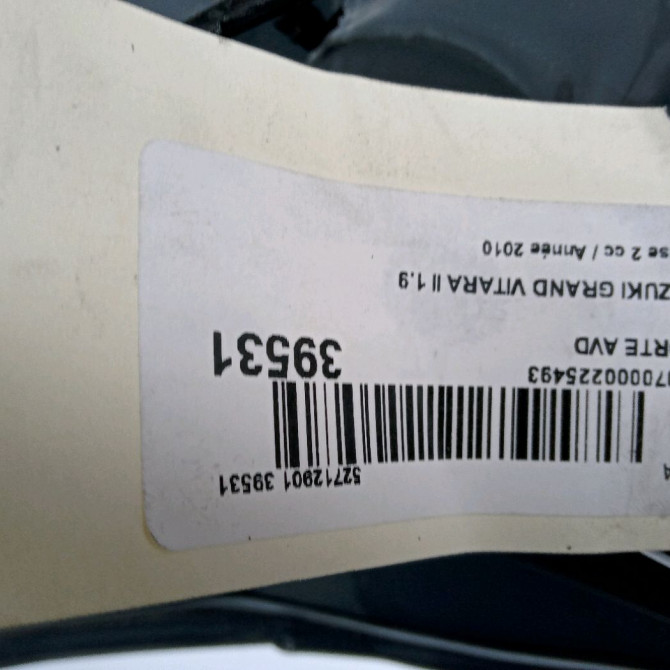 52712901 39531
70000225493
39531
RTE AVD
ZUKI GRAND VITARA II 1.9
se 2 cc / Année 2010